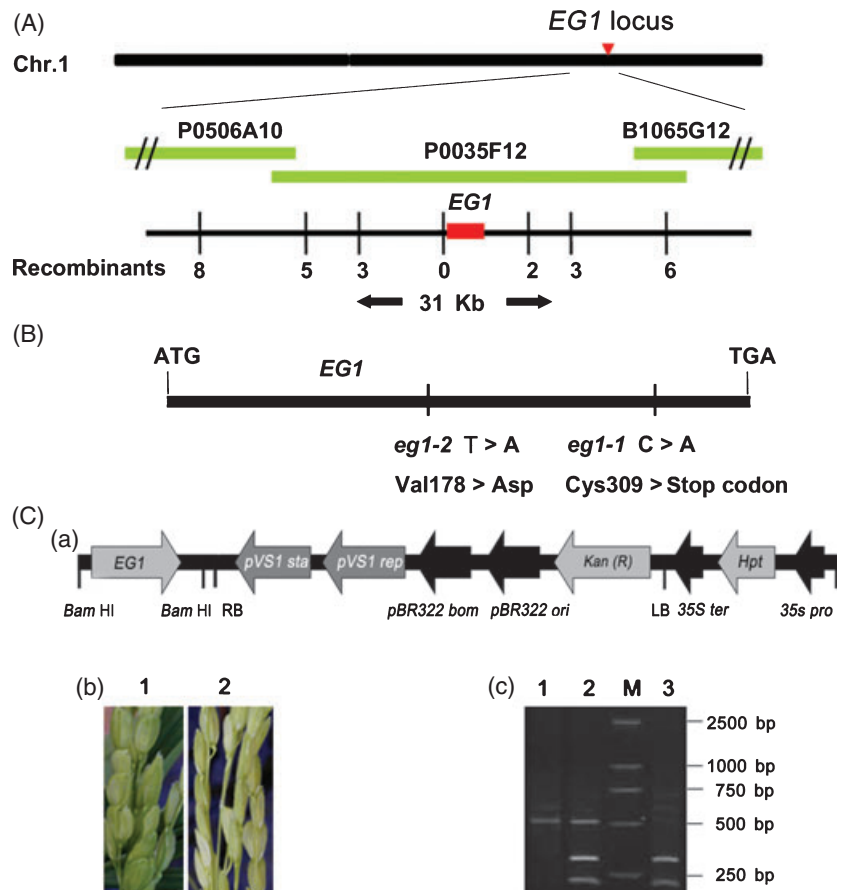 (A)
EG1 locus
Chr.1
P0506A10
B1065G12
P0035F12
EG1
Recombinants 8 5 3 0 2 3 6
31 Kb
(B)
ATG TGA
EG1
eg1-2 T > A eg1-1 C > A
Val178 > Asp Cys309 > Stop codon
(C)
(a)
EG1 pVS1 sta pVS1 rep Kan (R) Hpt
Bam HI Bam HI RB pBR322 bom pBR322 ori LB 35S ter 35s pro
(b) 1 2
(c) 1 2 M 3
2500 bp
1000 bp
750 bp
500 bp
250 bp